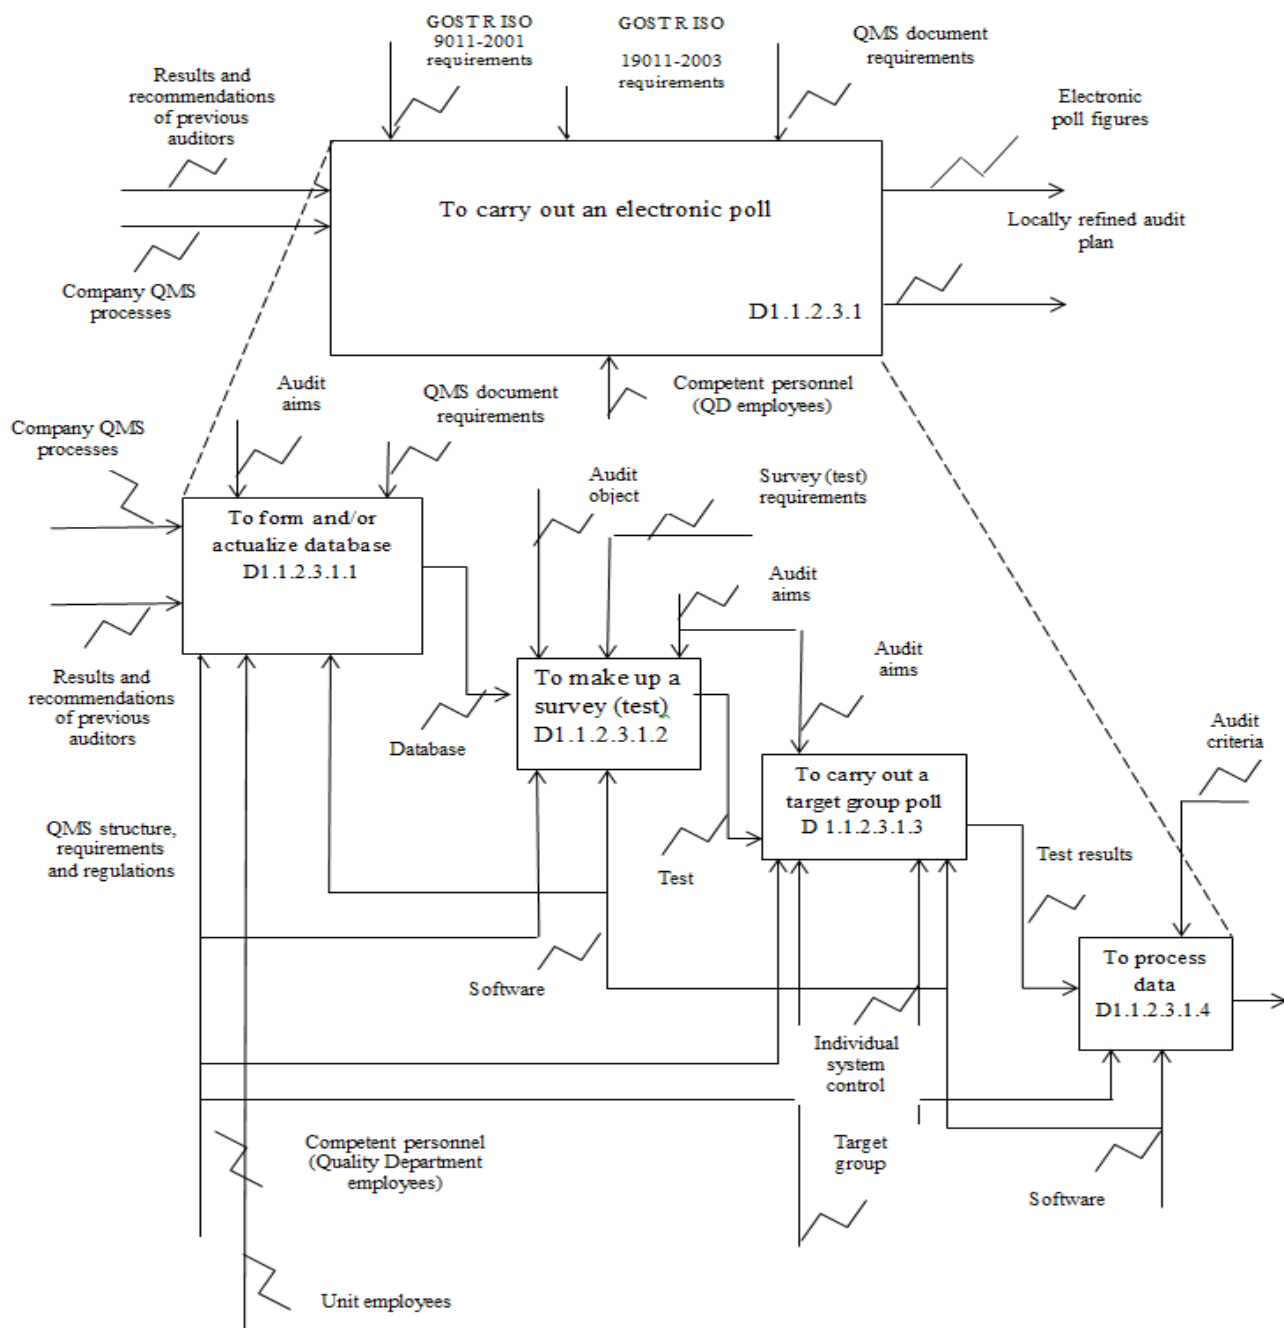 GOST R ISO
9011-2001
requirements
GOST R ISO
19011-2003
requirements
QMS document
requirements
Results and
recommendations
of previous
auditors
Electronic
poll figures
To carry out an electronic poll
Locally refined audit
plan
Company QMS
processes
D1.1.2.3.1
Audit
aims
QMS document
requirements
Competent personnel
(QD employees)
Company QMS
processes
Audit
object
Survey (test)
requirements
To form and/or
actualize database
D1.1.2.3.1.1
Audit
aims
Results and
recommendations
of previous
auditors
To make up a
survey (test)
D1.1.2.3.1.2
Audit
aims
Database
Audit
criteria
To carry out a
target group poll
D 1.1.2.3.1.3
QMS structure,
requirements
and regulations
Test
Test results
Software
To process
data
D1.1.2.3.1.4
Individual
system
control
Competent personnel
(Quality Department
employees)
Target
group
Software
Unit employees